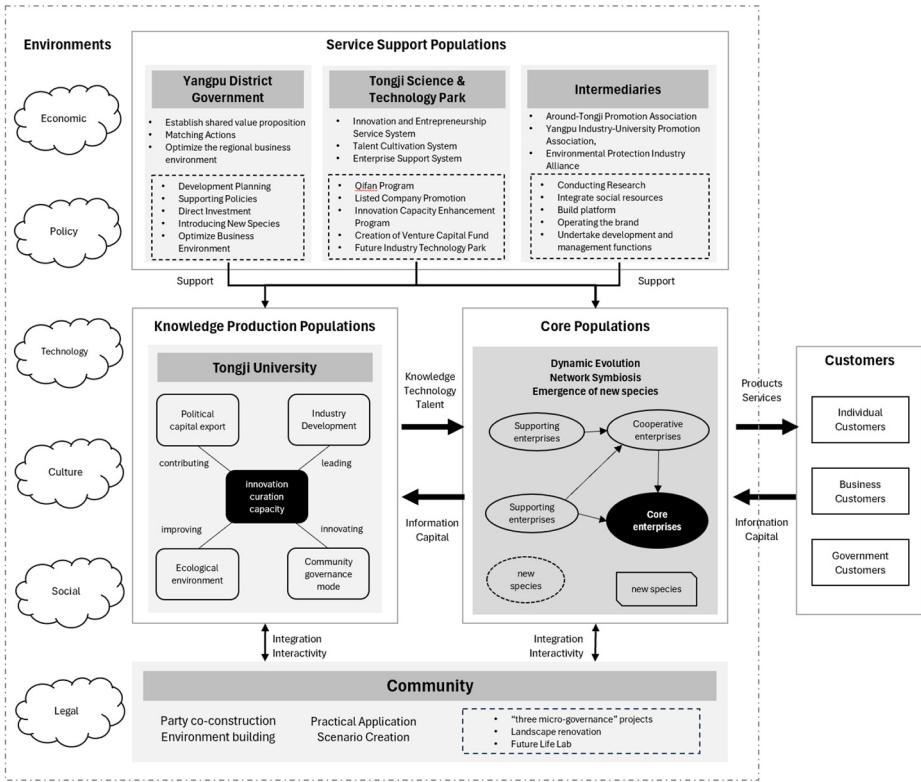 Environments
Economic
Policy
Technology
Culture
Social
Legal
Service Support Populations
Yangpu District
Government
• Establish shared value proposition
• Matching Actions
• Optimize the regional business
environment
• Development Planning
• Supporting Policies
• Direct Investment
• Introducing New Species
• Optimize Business
Environment
Tongji Science &
Technology Park
• Innovation and Entrepreneurship
Service System
• Talent Cultivation System
• Enterprise Support System
• Qifan Program
• Listed Company Promotion
• Innovation Capacity Enhancement
Program
• Creation of Venture Capital Fund
• Future Industry Technology Park
Intermediaries
• Around-Tongji Promotion Association
• Yangpu Industry-University Promotion
Association,
• Environmental Protection Industry
Alliance
• Conducting Research
• Integrate social resources
• Build platform
• Operating the brand
• Undertake development and
management functions
Support
Support
Knowledge Production Populations
Tongji University
Political
capital export
Industry
Development
contributing
leading
innovation
curation
capacity
improving
innovating
Ecological
environment
Community
governance
mode
Knowledge
Technology
Talent
Information
Capital
Core Populations
Dynamic Evolution
Network Symbiosis
Emergence of new species
Supporting
enterprises
Cooperative
enterprises
Supporting
enterprises
Core
enterprises
new
species
new species
Products
Services
Information
Capital
Customers
Individual
Customers
Business
Customers
Government
Customers
Integration
Interactivity
Integration
Interactivity
Community
Party co-construction
Environment building
Practical Application
Scenario Creation
• “three micro-governance” projects
• Landscape renovation
• Future Life Lab